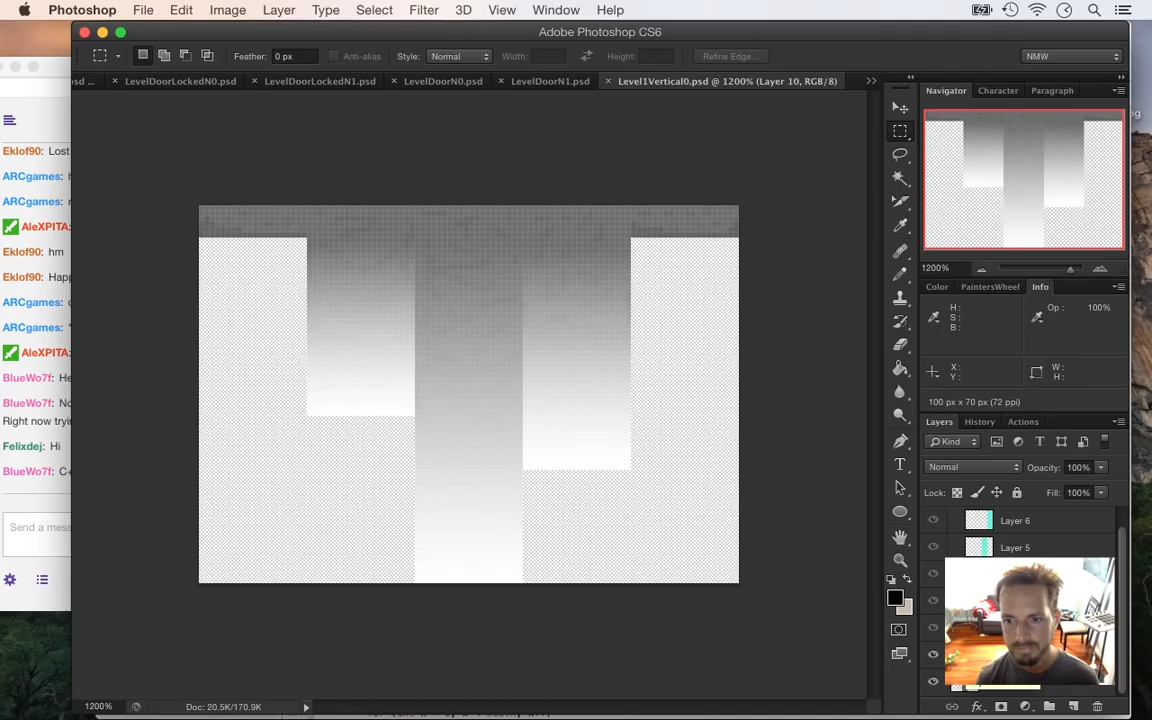 Photoshop File Edit Image Layer Type Select Filter 3D View Window Help
Adobe Photoshop CS6
Feather: 0 px Anti-alias Style: Normal Width: Height: Refine Edge... NMW
sd ... × LevelDoorLockedN0.psd × LevelDoorLockedN1.psd × LevelDoorN0.psd × LevelDoorN1.psd × Level1Vertical0.psd @ 1200% (Layer 10, RGB/8) >>
Navigator Character Paragraph
Eklof90: Lost
ARCgames:
ARCgames:
AleXPITA:
Eklof90: hm
Eklof90: Happ
ARCgames:
ARCgames:
AleXPITA:
BlueWo7f: He
BlueWo7f: No
Right now tryin
Felixdej: Hi
BlueWo7f: C+
Send a mess
1200%
Color PaintersWheel Info
H:
S:
B:
Op: 100%
X:
Y:
W:
H:
100 px x 70 px (72 ppi)
Layers History Actions
Kind
Normal Opacity: 100%
Lock: Fill: 100%
Layer 6
Layer 5
fx
1200% Doc: 20.5K/170.9K